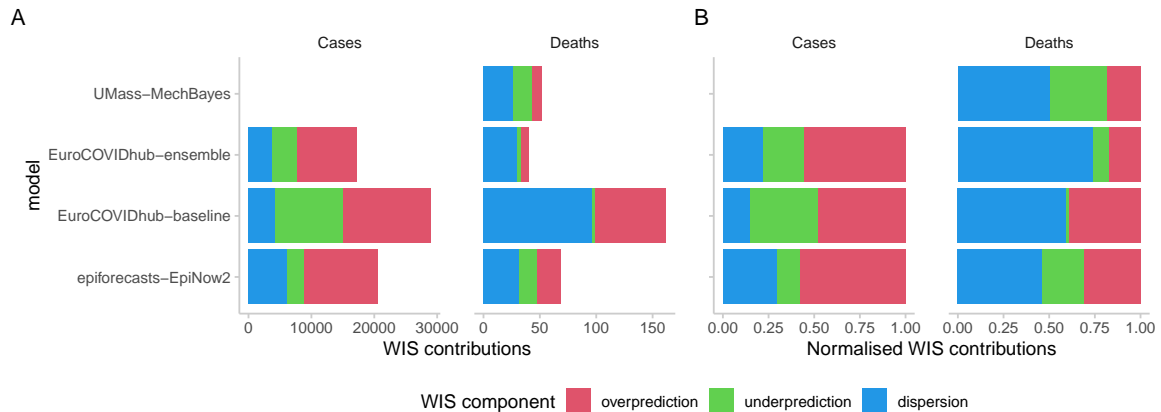 A
B
Cases
Deaths
Cases
Deaths
model
UMass−MechBayes
EuroCOVIDhub−ensemble
EuroCOVIDhub−baseline
epiforecasts−EpiNow2
0 10000 20000 30000
0 50 100 150
0.00 0.25 0.50 0.75 1.00
0.00 0.25 0.50 0.75 1.00
WIS contributions
Normalised WIS contributions
WIS component overprediction underprediction dispersion